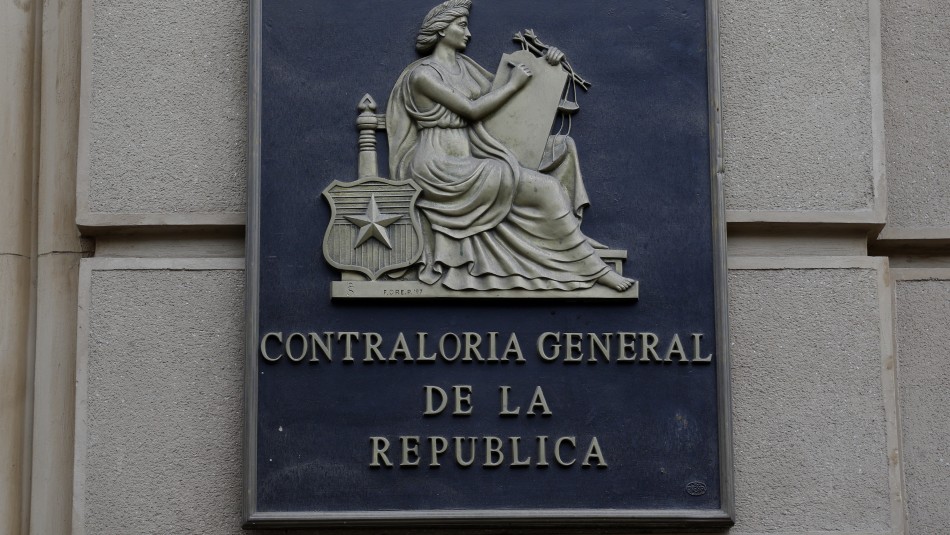 CONTRALORIA GENERAL
DE LA
REPUBLICA